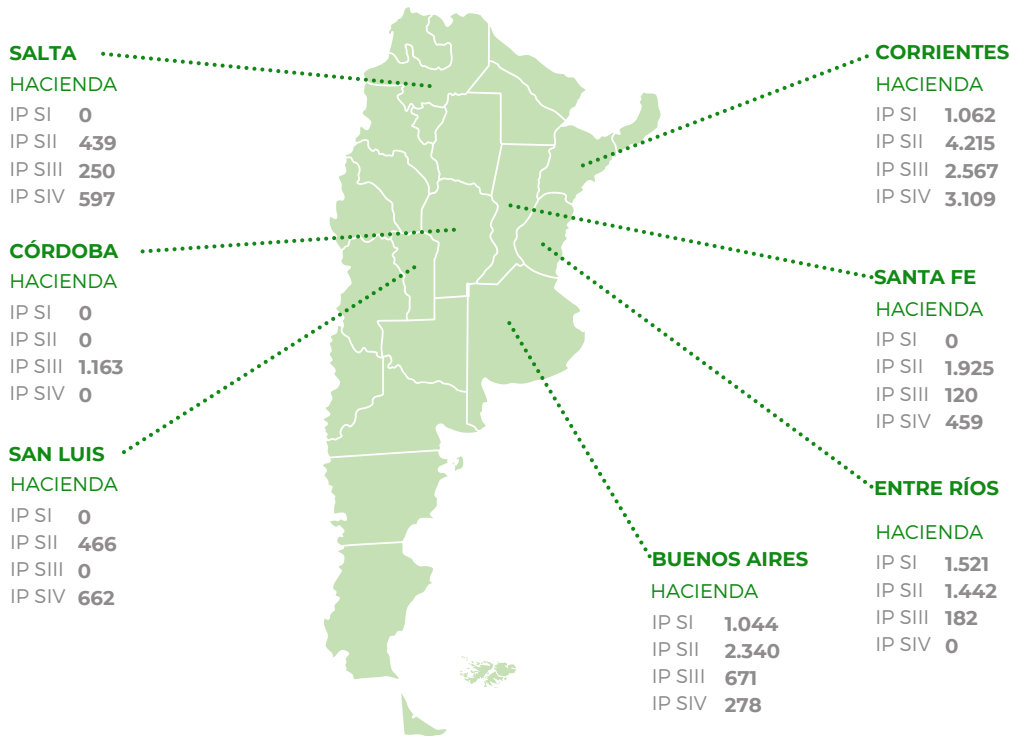 SALTA
HACIENDA
IP SI 0
IP SII 439
IP SIII 250
IP SIV 597
CÓRDOBA
HACIENDA
IP SI 0
IP SII 0
IP SIII 1.163
IP SIV 0
SAN LUIS
HACIENDA
IP SI 0
IP SII 466
IP SIII 0
IP SIV 662
BUENOS AIRES
HACIENDA
IP SI 1.044
IP SII 2.340
IP SIII 671
IP SIV 278
CORRIENTES
HACIENDA
IP SI 1.062
IP SII 4.215
IP SIII 2.567
IP SIV 3.109
SANTA FE
HACIENDA
IP SI 0
IP SII 1.925
IP SIII 120
IP SIV 459
ENTRE RÍOS
HACIENDA
IP SI 1.521
IP SII 1.442
IP SIII 182
IP SIV 0